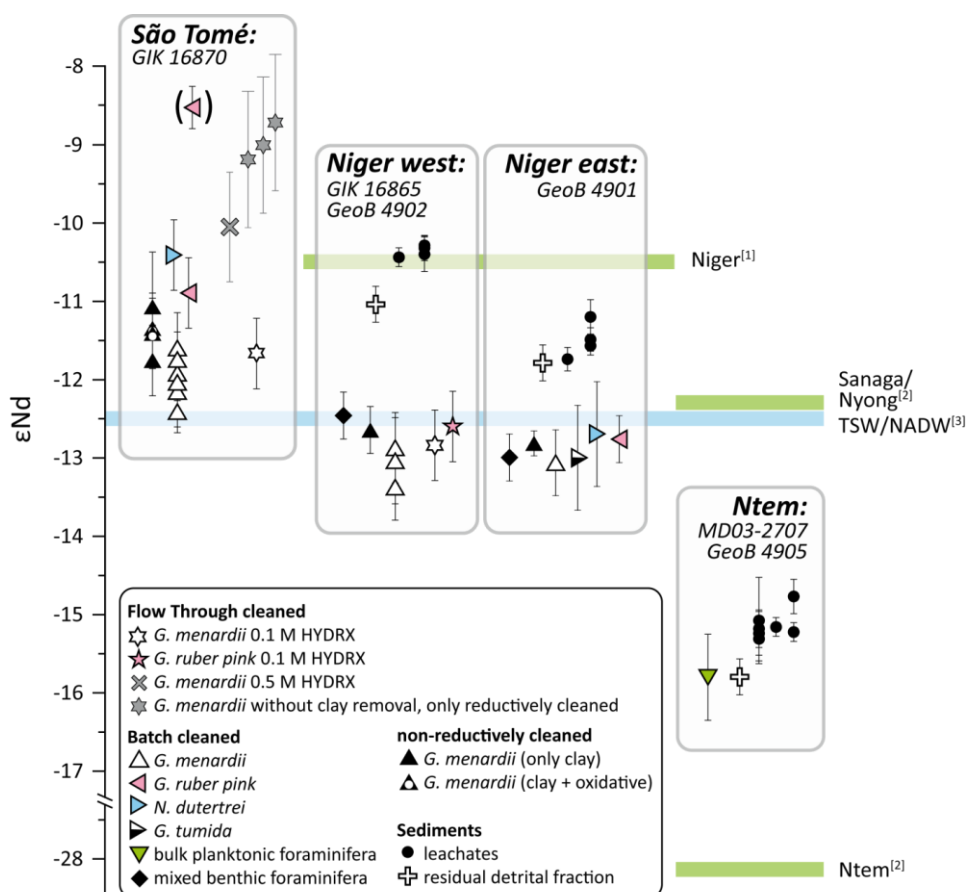 São Tomé:
GIK 16870
Niger west:
GIK 16865
GeoB 4902
Niger east:
GeoB 4901
Ntem:
MD03-2707
GeoB 4905
εNd
-8
-9
-10
-11
-12
-13
-14
-15
-16
-17
-28
( )
Niger[1]
Sanaga/
Nyong[2]
TSW/NADW[3]
Ntem[2]
Flow Through cleaned
G. menardii 0.1 M HYDRX
G. ruber pink 0.1 M HYDRX
G. menardii 0.5 M HYDRX
G. menardii without clay removal, only reductively cleaned
Batch cleaned
G. menardii
G. ruber pink
N. dutertrei
G. tumida
bulk planktonic foraminifera
mixed benthic foraminifera
non-reductively cleaned
G. menardii (only clay)
G. menardii (clay + oxidative)
Sediments
leachates
residual detrital fraction